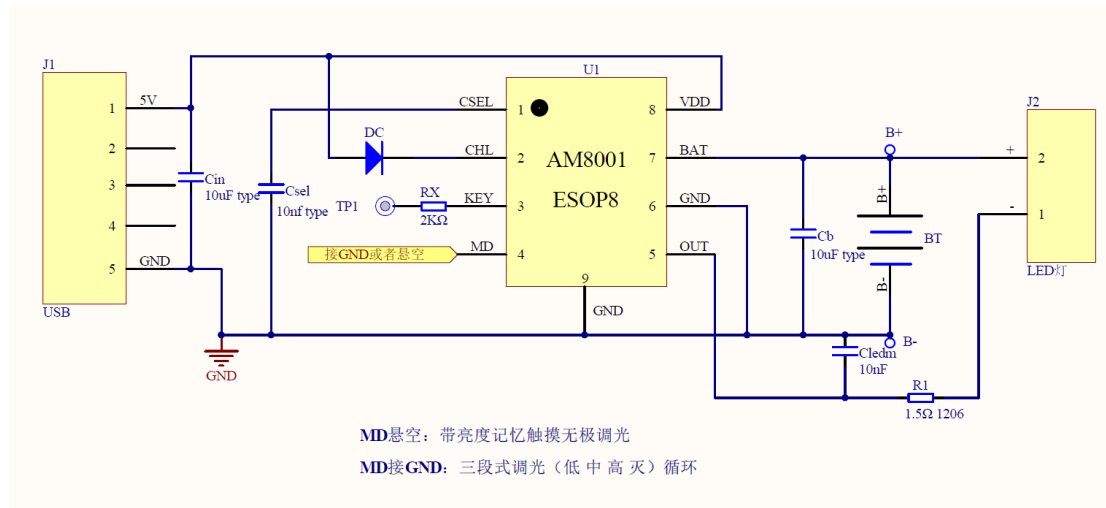 J1
U1
J2
1
5V
CSEL
1
8
VDD
B+
2
DC
CHL
2
AM8001
7
BAT
+
2
3
Cin
10uF type
Csel
10nf type
TP1
RX
2KΩ
KEY
3
ESOP8
6
GND
B+
-
1
4
接GND或者悬空
MD
4
5
OUT
Cb
10uF type
BT
5
GND
9
GND
B-
LED灯
USB
GND
B-
Cledm
10nF
R1
1.5Ω 1206
MD悬空：带亮度记忆触摸无极调光
MD接GND：三段式调光（低 中 高 灭）循环